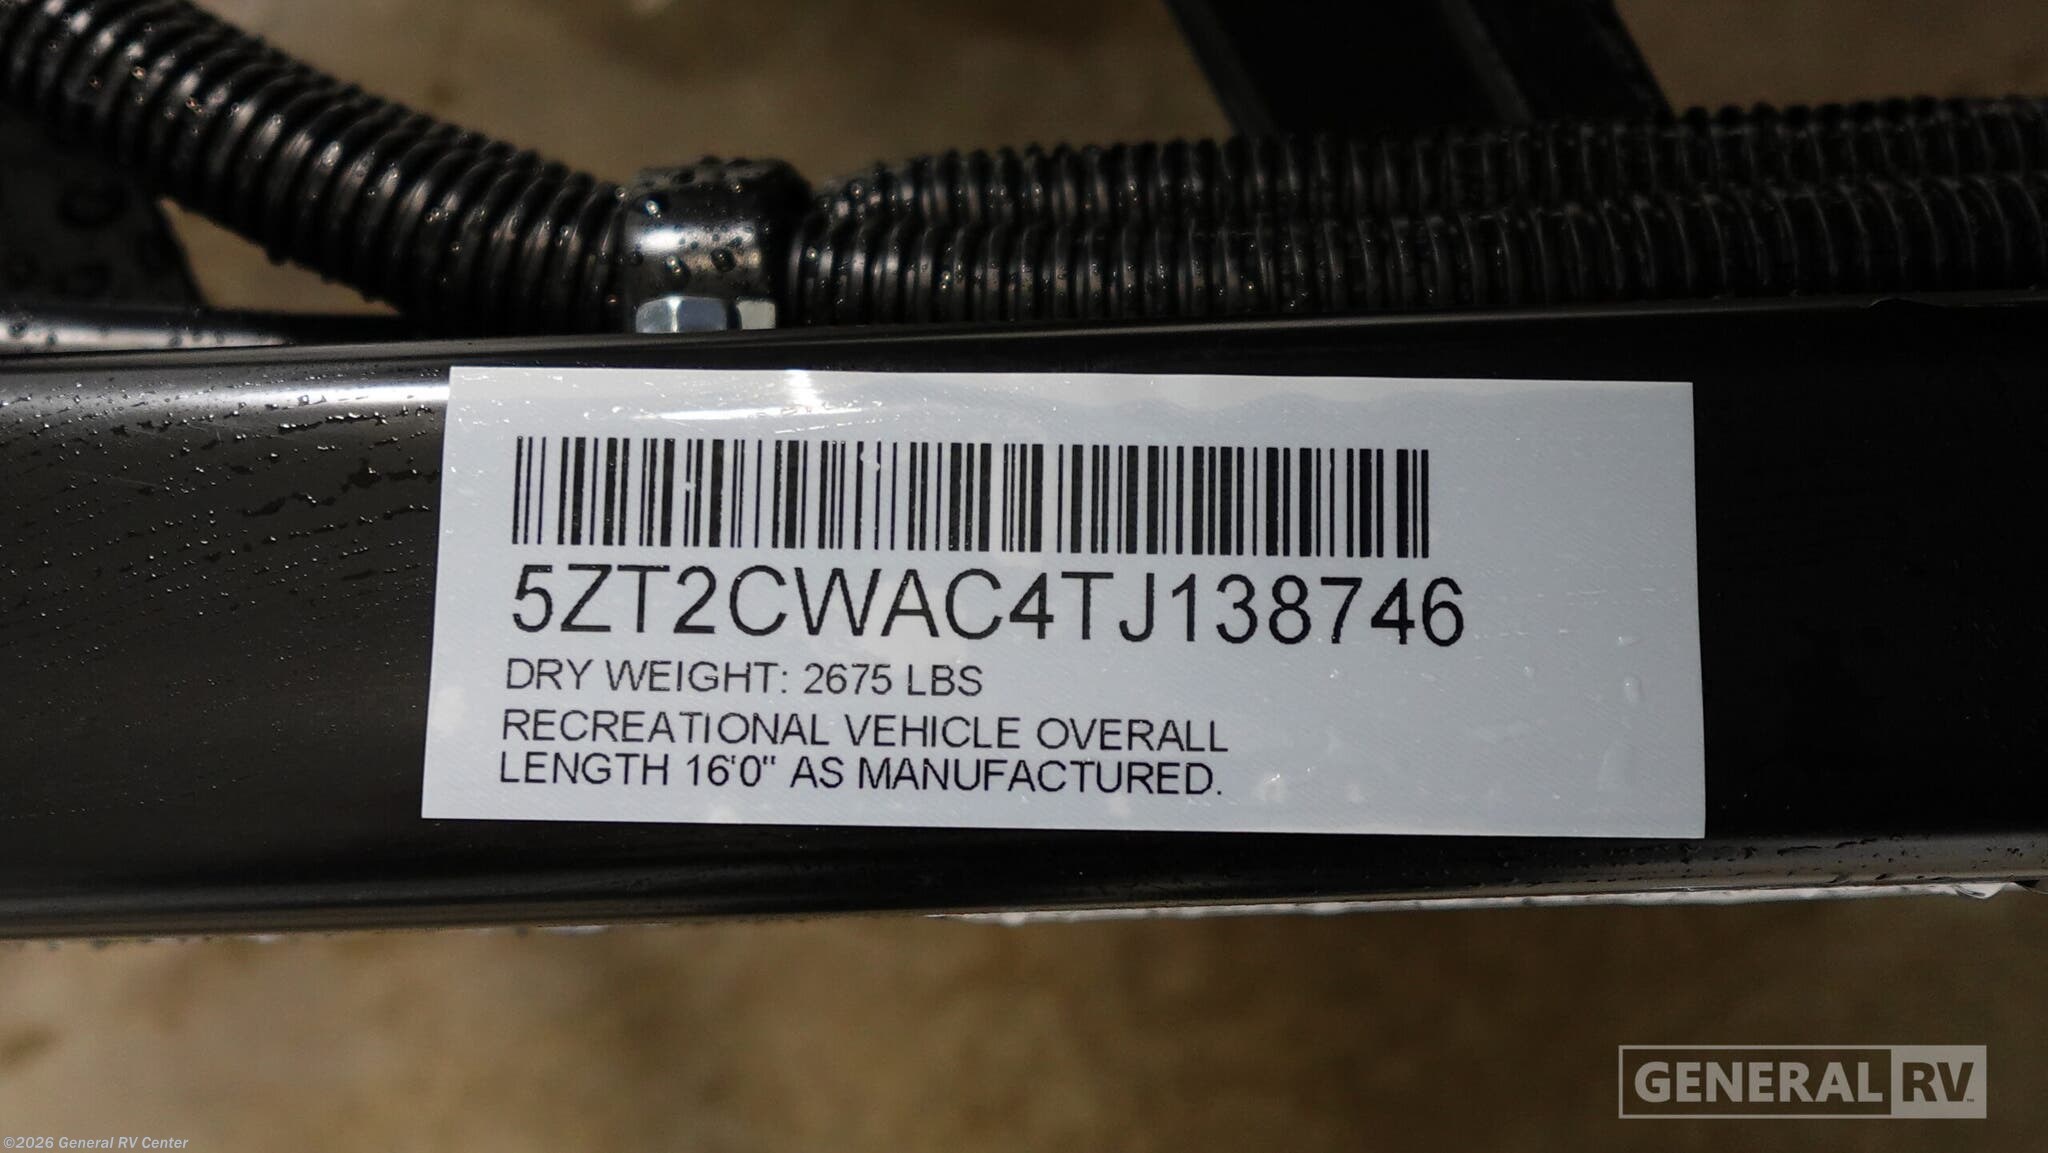 5ZT2CWAC4TJ138746
DRY WEIGHT: 2675 LBS
RECREATIONAL VEHICLE OVERALL
LENGTH 16'0" AS MANUFACTURED.
GENERAL RV
©2026 General RV Center